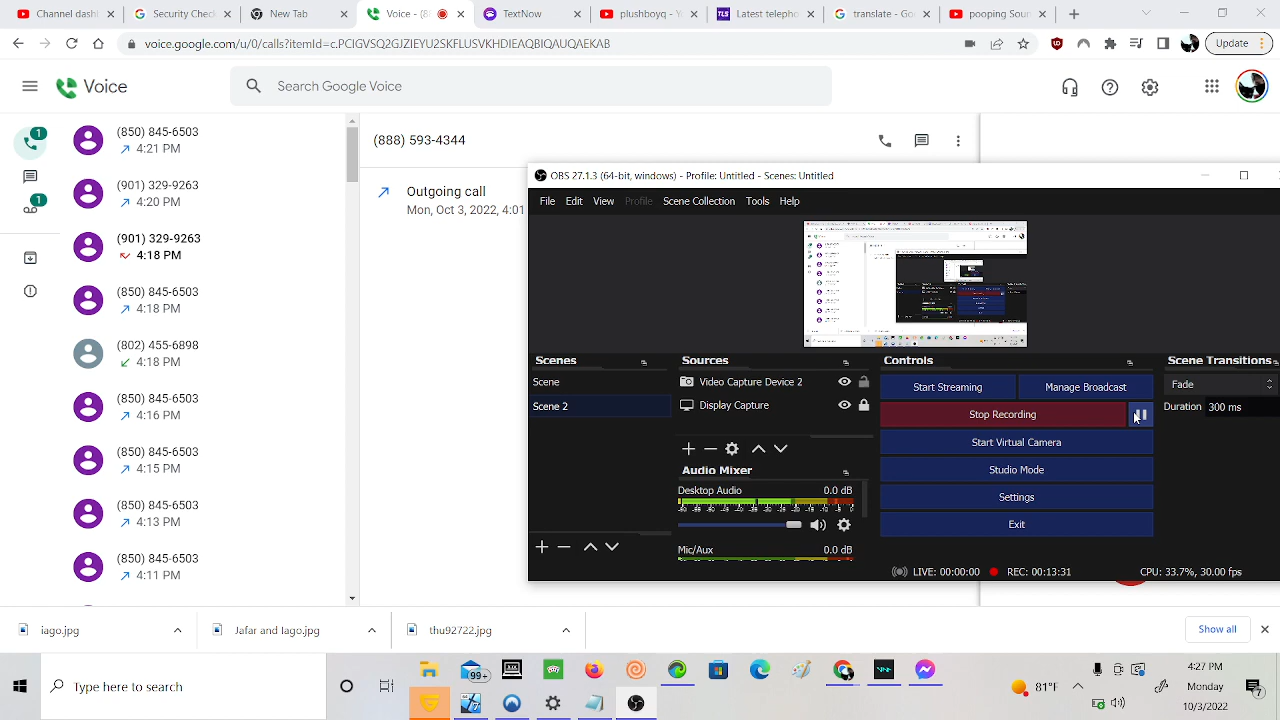 YouTube
Security Check
New Tab
Voice - (8
TextNow
plushboyq - Y
Latest telepho
translate - Goo
pooping Soun
voice.google.com/u/0/calls?itemId=c.
Update
Voice
Search Google Voice
1
(850) 845-6503
4:21 PM
(901) 329-9263
4:20 PM
1
(901) 329-9263
4:18 PM
(850) 845-6503
4:18 PM
(802) 455-6898
4:18 PM
(850) 845-6503
4:16 PM
(850) 845-6503
4:15 PM
(850) 845-6503
4:13 PM
(850) 845-6503
4:11 PM
(888) 593-4344
Outgoing call
Mon, Oct 3, 2022, 4:01
OBS 27.1.3 (64-bit, windows) - Profile: Untitled - Scenes: Untitled
File Edit View Profile Scene Collection Tools Help
Scenes
Scene
Scene 2
Sources
Video Capture Device 2
Display Capture
Audio Mixer
Desktop Audio 0.0 dB
Mic/Aux 0.0 dB
Controls
Start Streaming Manage Broadcast
Stop Recording
Start Virtual Camera
Studio Mode
Settings
Exit
Scene Transitions
Fade
Duration 300 ms
LIVE: 00:00:00 REC: 00:13:31 CPU: 33.7%, 30.00 fps
iago.jpg
Jafar and Iago.jpg
thu92722.jpg
Show all
Type here to search
99+
81°F
4:27 PM
Monday
10/3/2022
7